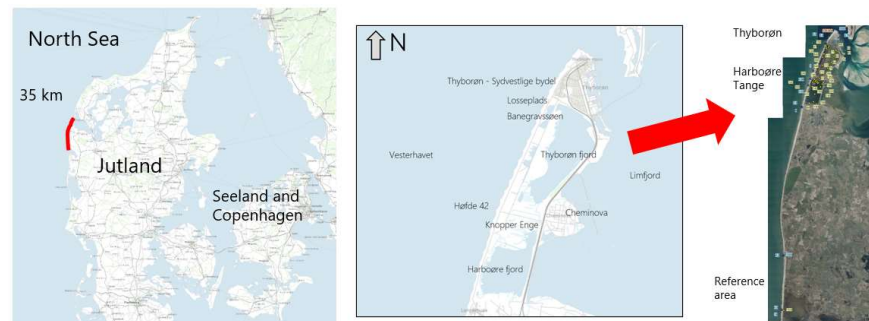 North Sea
35 km
Jutland
Seeland and
Copenhagen
N
Thyborøn - Sydvestlige bydel
Thyborøn
Losseplads
Banegravssøen
Vesterhavet
Thyborøn fjord
Limfjord
Høfde 42
Cheminova
Knopper Enge
Harboøre fjord
Thyborøn
Harboøre
Tange
Reference
area